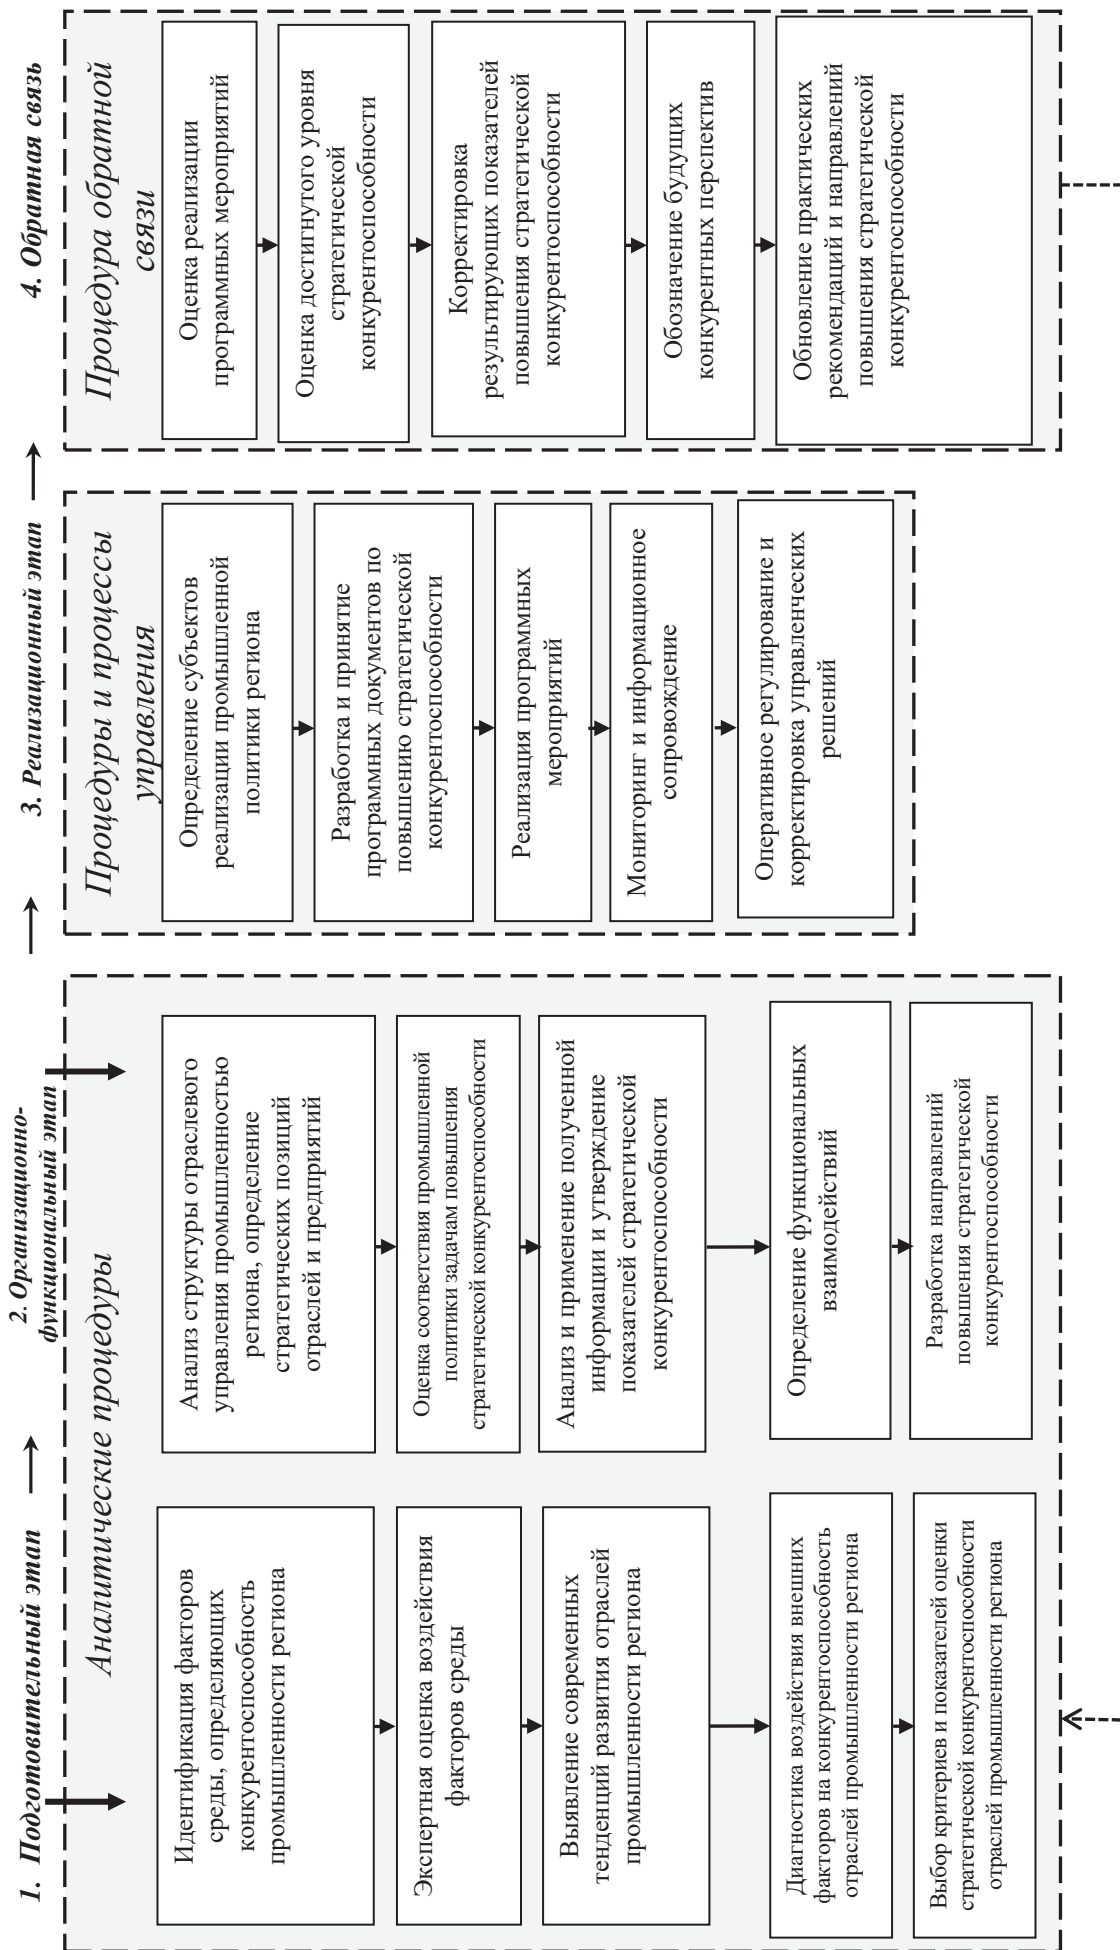 1. Подготовительный этап
2. Организационно-
функциональный этап
3. Реализационный этап
4. Обратная связь
Аналитические процедуры
Идентификация факторов
среды, определяющих
конкурентоспособность
промышленности региона
Экспертная оценка воздействия
факторов среды
Выявление современных
тенденций развития отраслей
промышленности региона
Диагностика воздействия внешних
факторов на конкурентоспособность
отраслей промышленности региона
Выбор критериев и показателей оценки
стратегической конкурентоспособности
отраслей промышленности региона
Анализ структуры отраслевого
управления промышленностью
региона, определение
стратегических позиций
отраслей и предприятий
Оценка соответствия промышленной
политики задачам повышения
стратегической конкурентоспособности
Анализ и применение полученной
информации и утверждение
показателей стратегической
конкурентоспособности
Определение функциональных
взаимодействий
Разработка направлений
повышения стратегической
конкурентоспособности
Процедуры и процессы
управления
Определение субъектов
реализации промышленной
политики региона
Разработка и принятие
программных документов по
повышению стратегической
конкурентоспособности
Реализация программных
мероприятий
Мониторинг и информационное
сопровождение
Оперативное регулирование и
корректировка управленческих
решений
Процедура обратной
связи
Оценка реализации
программных мероприятий
Оценка достигнутого уровня
стратегической
конкурентоспособности
Корректировка
результирующих показателей
повышения стратегической
конкурентоспособности
Обозначение будущих
конкурентных перспектив
Обновление практических
рекомендаций и направлений
повышения стратегической
конкурентоспособности